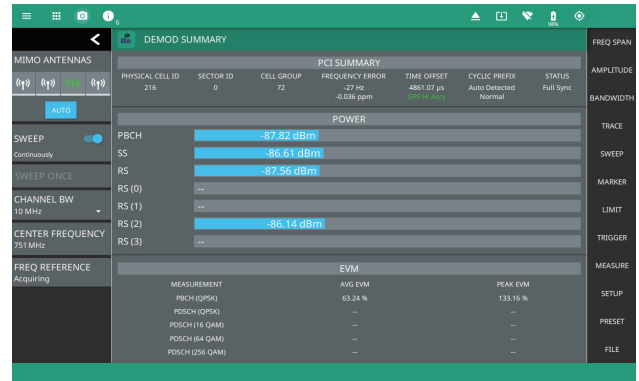 6
98%
DEMOD SUMMARY
FREQ SPAN
AMPLITUDE
BANDWIDTH
TRACE
SWEEP
MARKER
LIMIT
TRIGGER
MEASURE
SETUP
PRESET
FILE
MIMO ANTENNAS
AUTO
SWEEP
Continuously
SWEEP ONCE
CHANNEL BW
10 MHz
CENTER FREQUENCY
751 MHz
FREQ REFERENCE
Acquiring
PCI SUMMARY
PHYSICAL CELL ID SECTOR ID CELL GROUP FREQUENCY ERROR TIME OFFSET CYCLIC PREFIX STATUS
216 0 72 -27 Hz 4861.07 µs Auto Detected Full Sync
-0.036 ppm GPS Hi Accy Normal
POWER
PBCH -87.82 dBm
SS -86.61 dBm
RS -87.56 dBm
RS (0) --
RS (1) --
RS (2) -86.14 dBm
RS (3) --
EVM
MEASUREMENT AVG EVM PEAK EVM
PBCH (QPSK) 63.24 % 133.16 %
PDSCH (QPSK) -- --
PDSCH (16 QAM) -- --
PDSCH (64 QAM) -- --
PDSCH (256 QAM) -- --